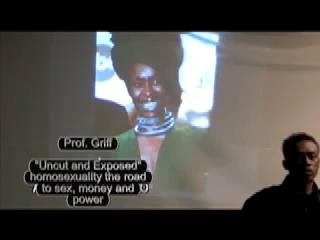 Prof. Griff
"Uncut and Exposed"
homosexuality the road
to sex, money and
power